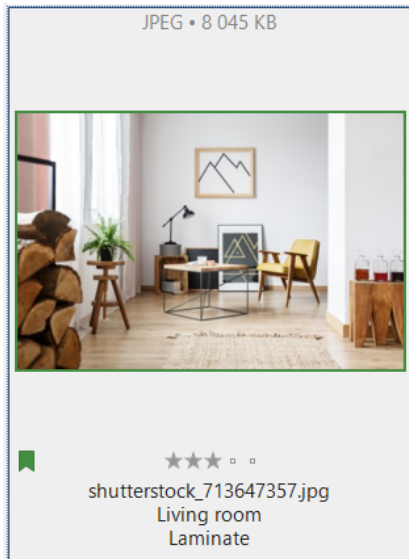 JPEG • 8 045 KB
shutterstock_713647357.jpg
Living room
Laminate